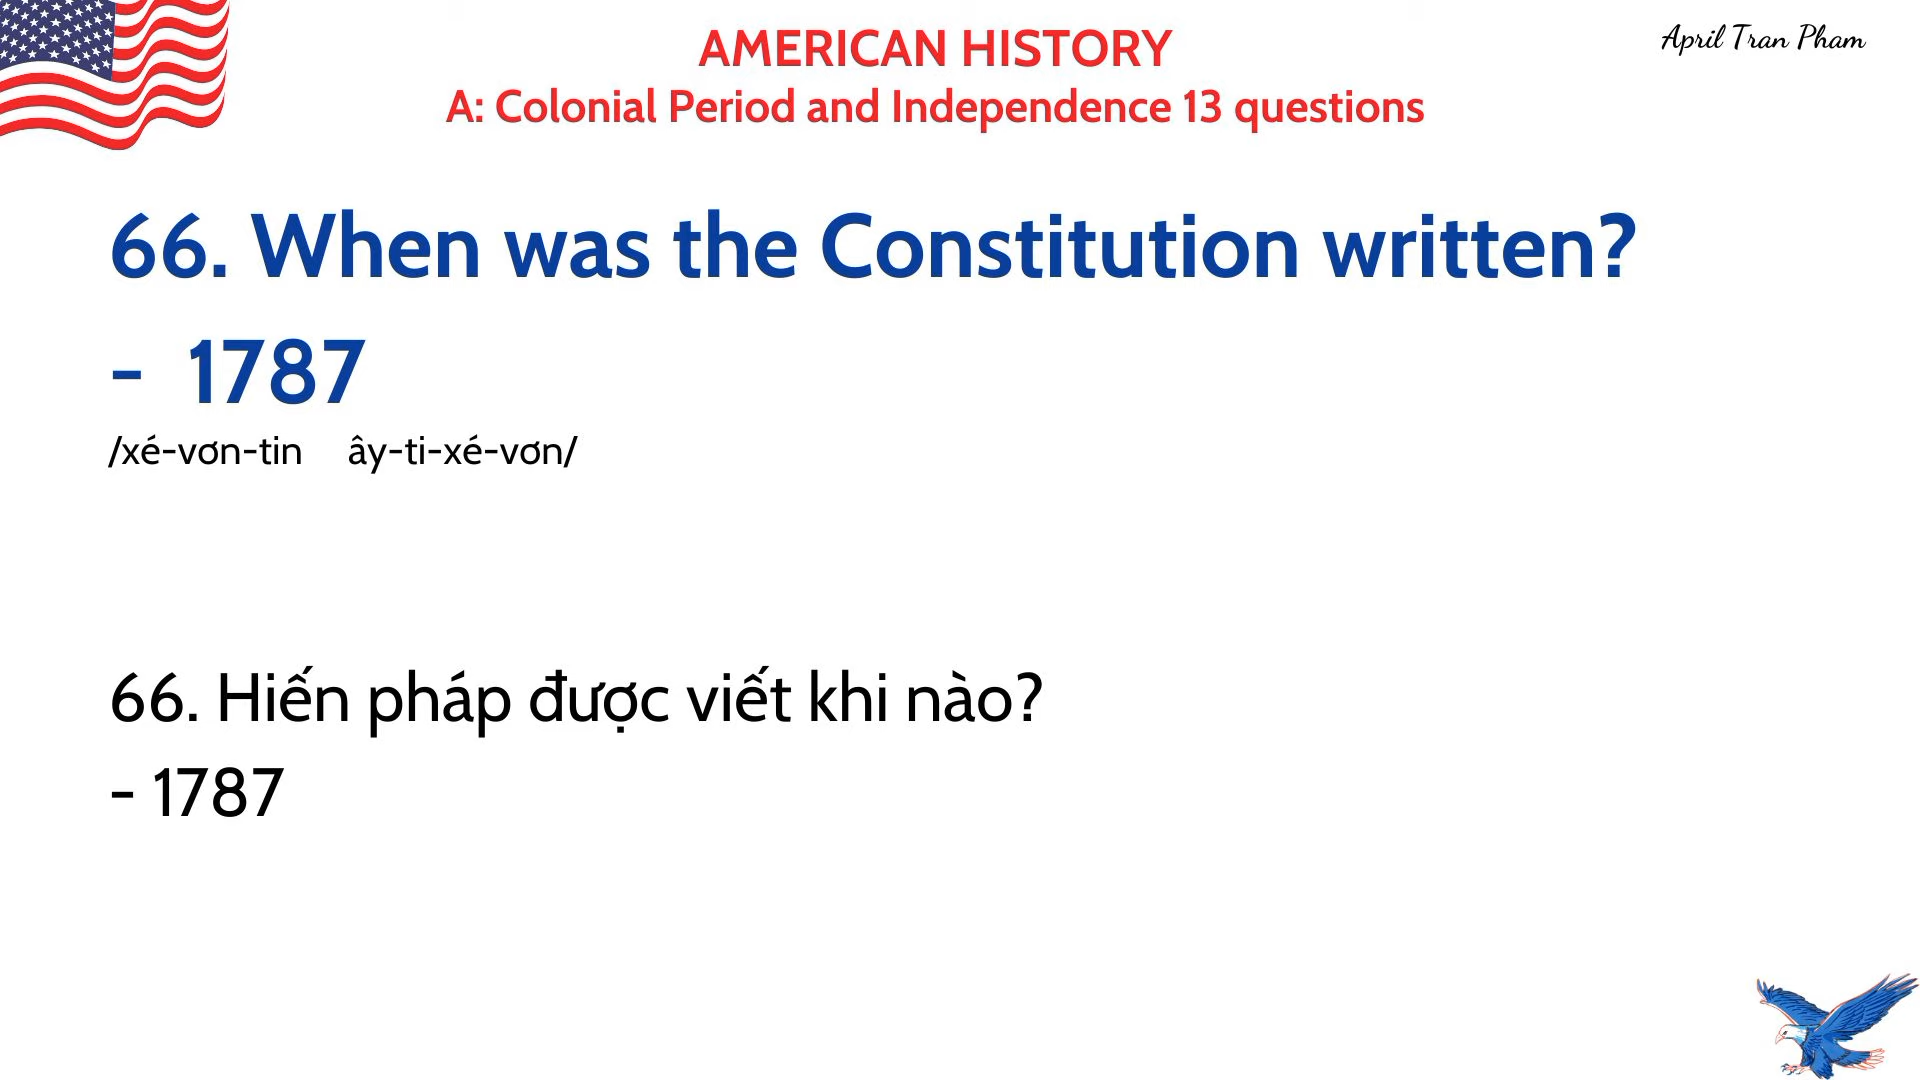 AMERICAN HISTORY
April Tran Pham
A: Colonial Period and Independence 13 questions
66. When was the Constitution written?
- 1787
/xé-vơn-tin ây-ti-xé-vơn/
66. Hiến pháp được viết khi nào?
- 1787